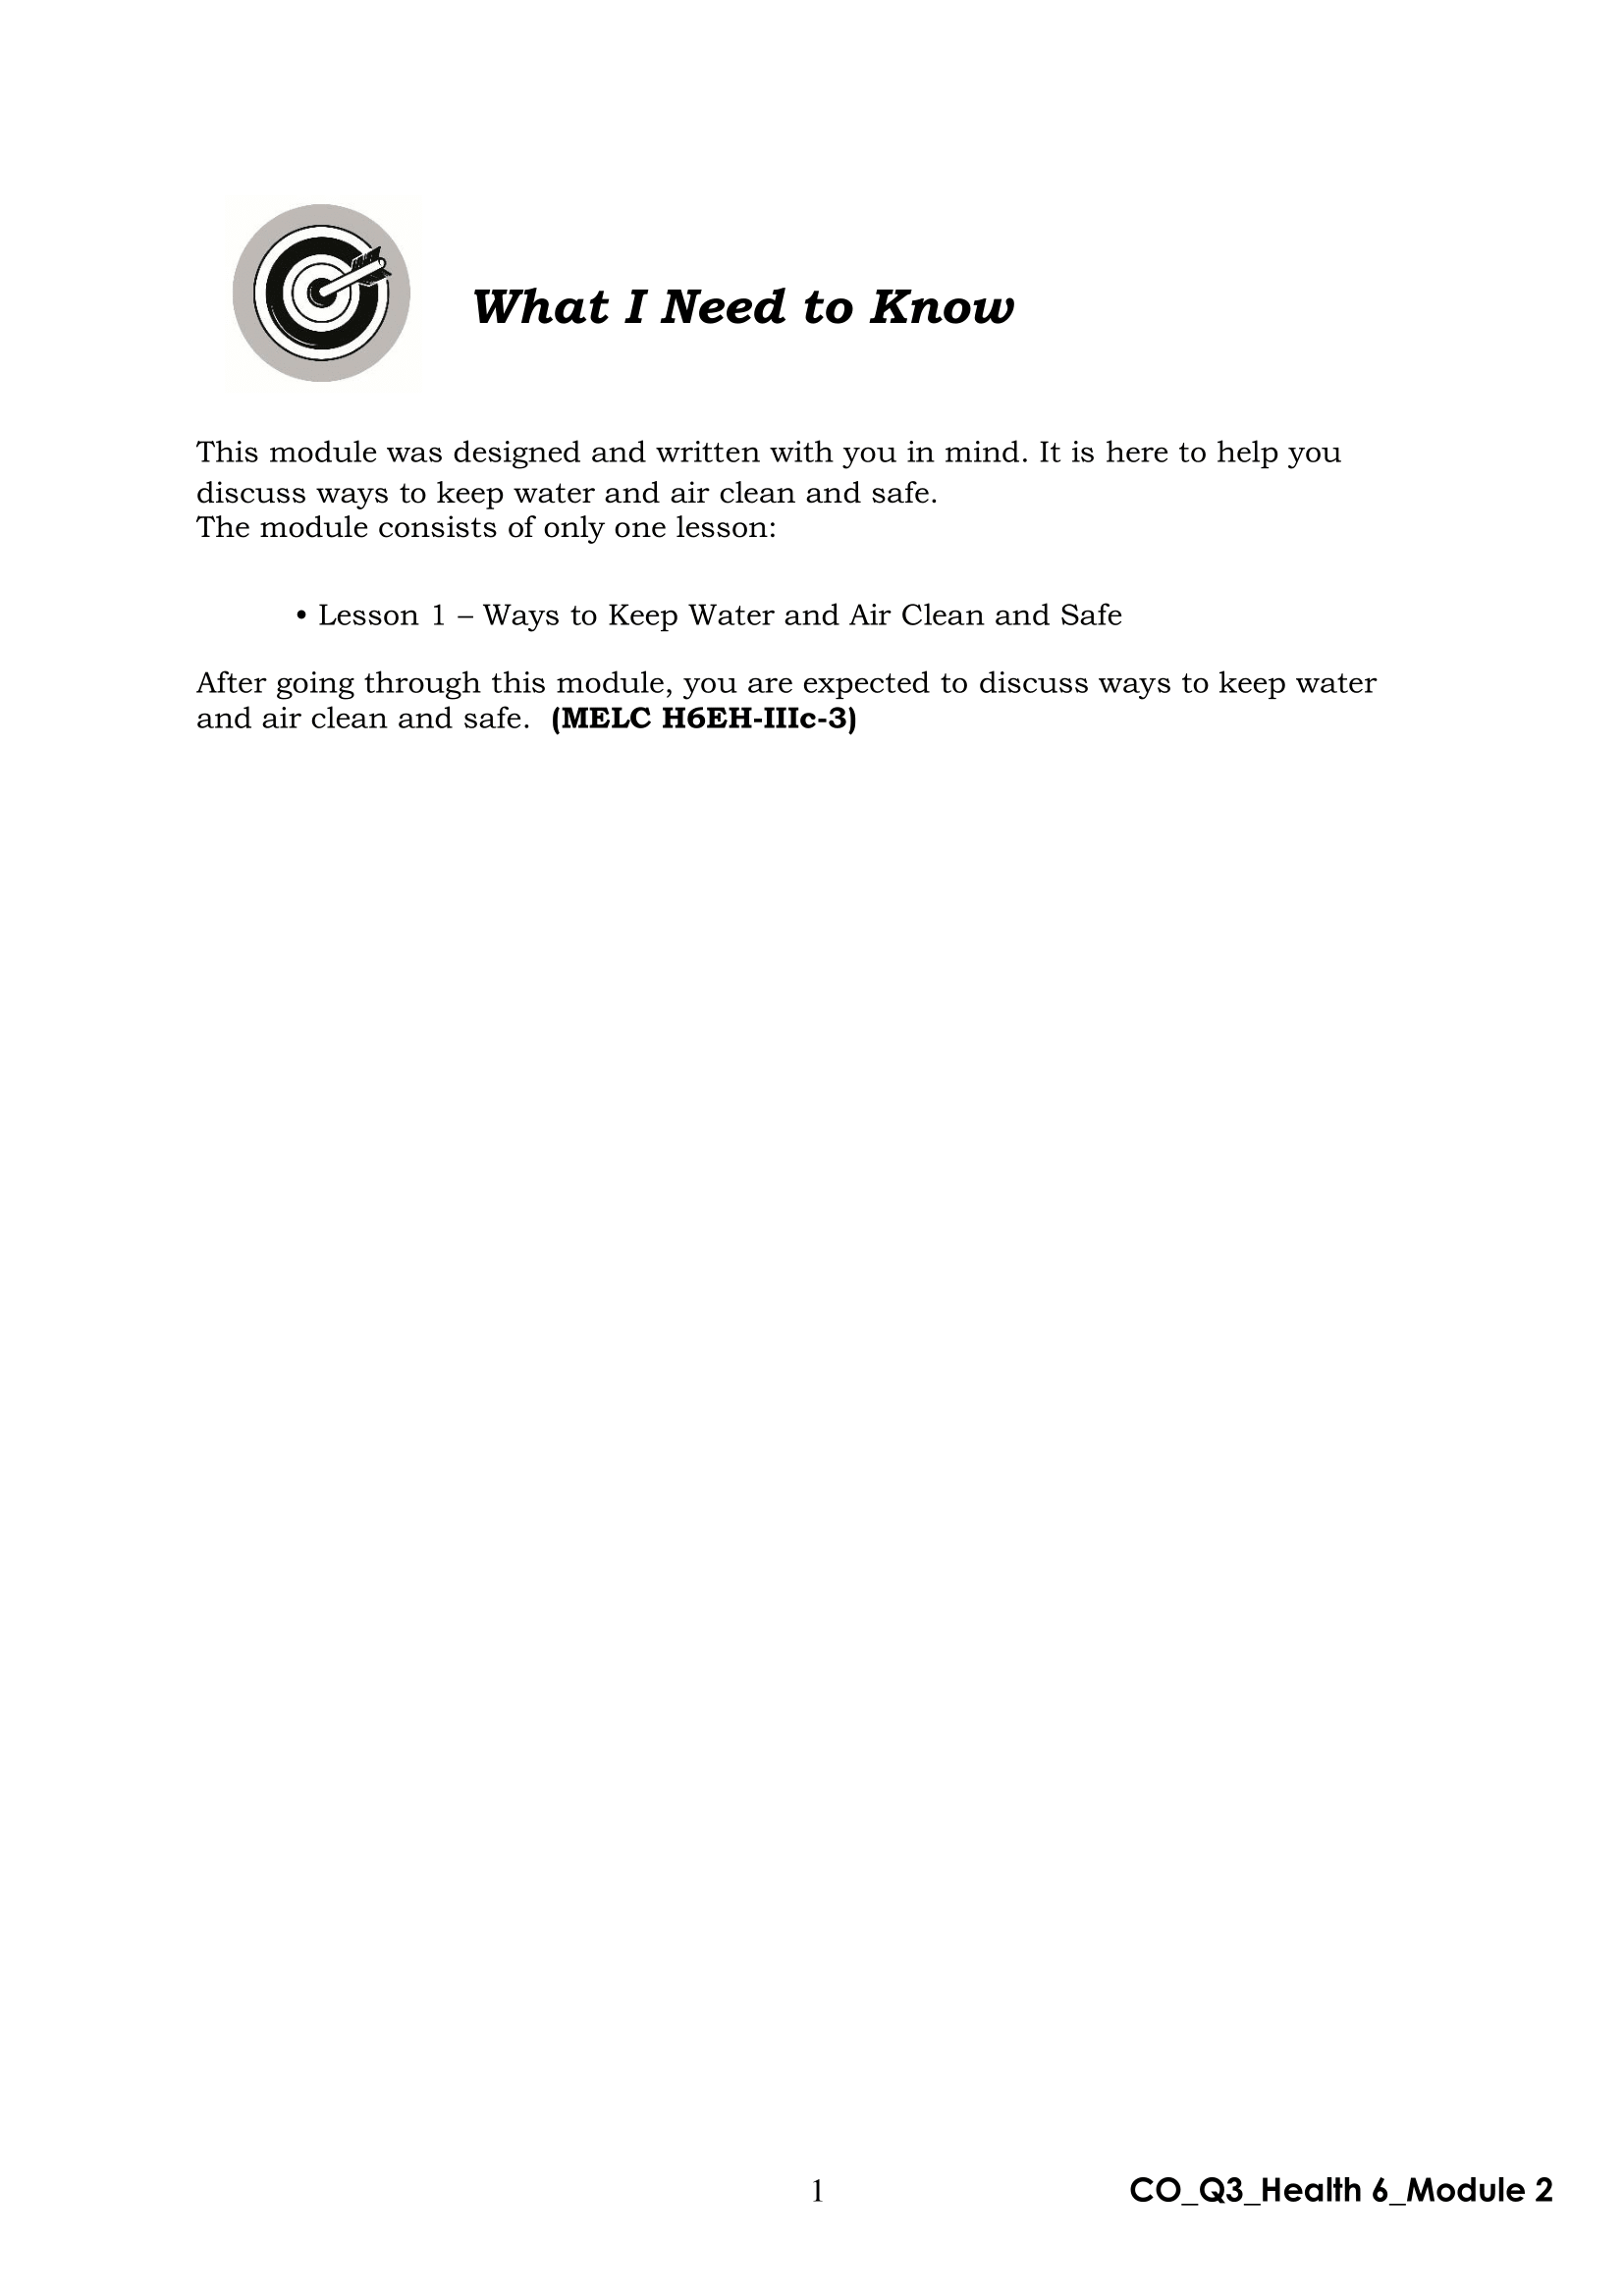 What I Need to Know
This module was designed and written with you in mind. It is here to help you
discuss ways to keep water and air clean and safe.
The module consists of only one lesson:
• Lesson 1 – Ways to Keep Water and Air Clean and Safe
After going through this module, you are expected to discuss ways to keep water
and air clean and safe.  (MELC H6EH-IIIc-3)
1
CO_Q3_Health 6_Module 2